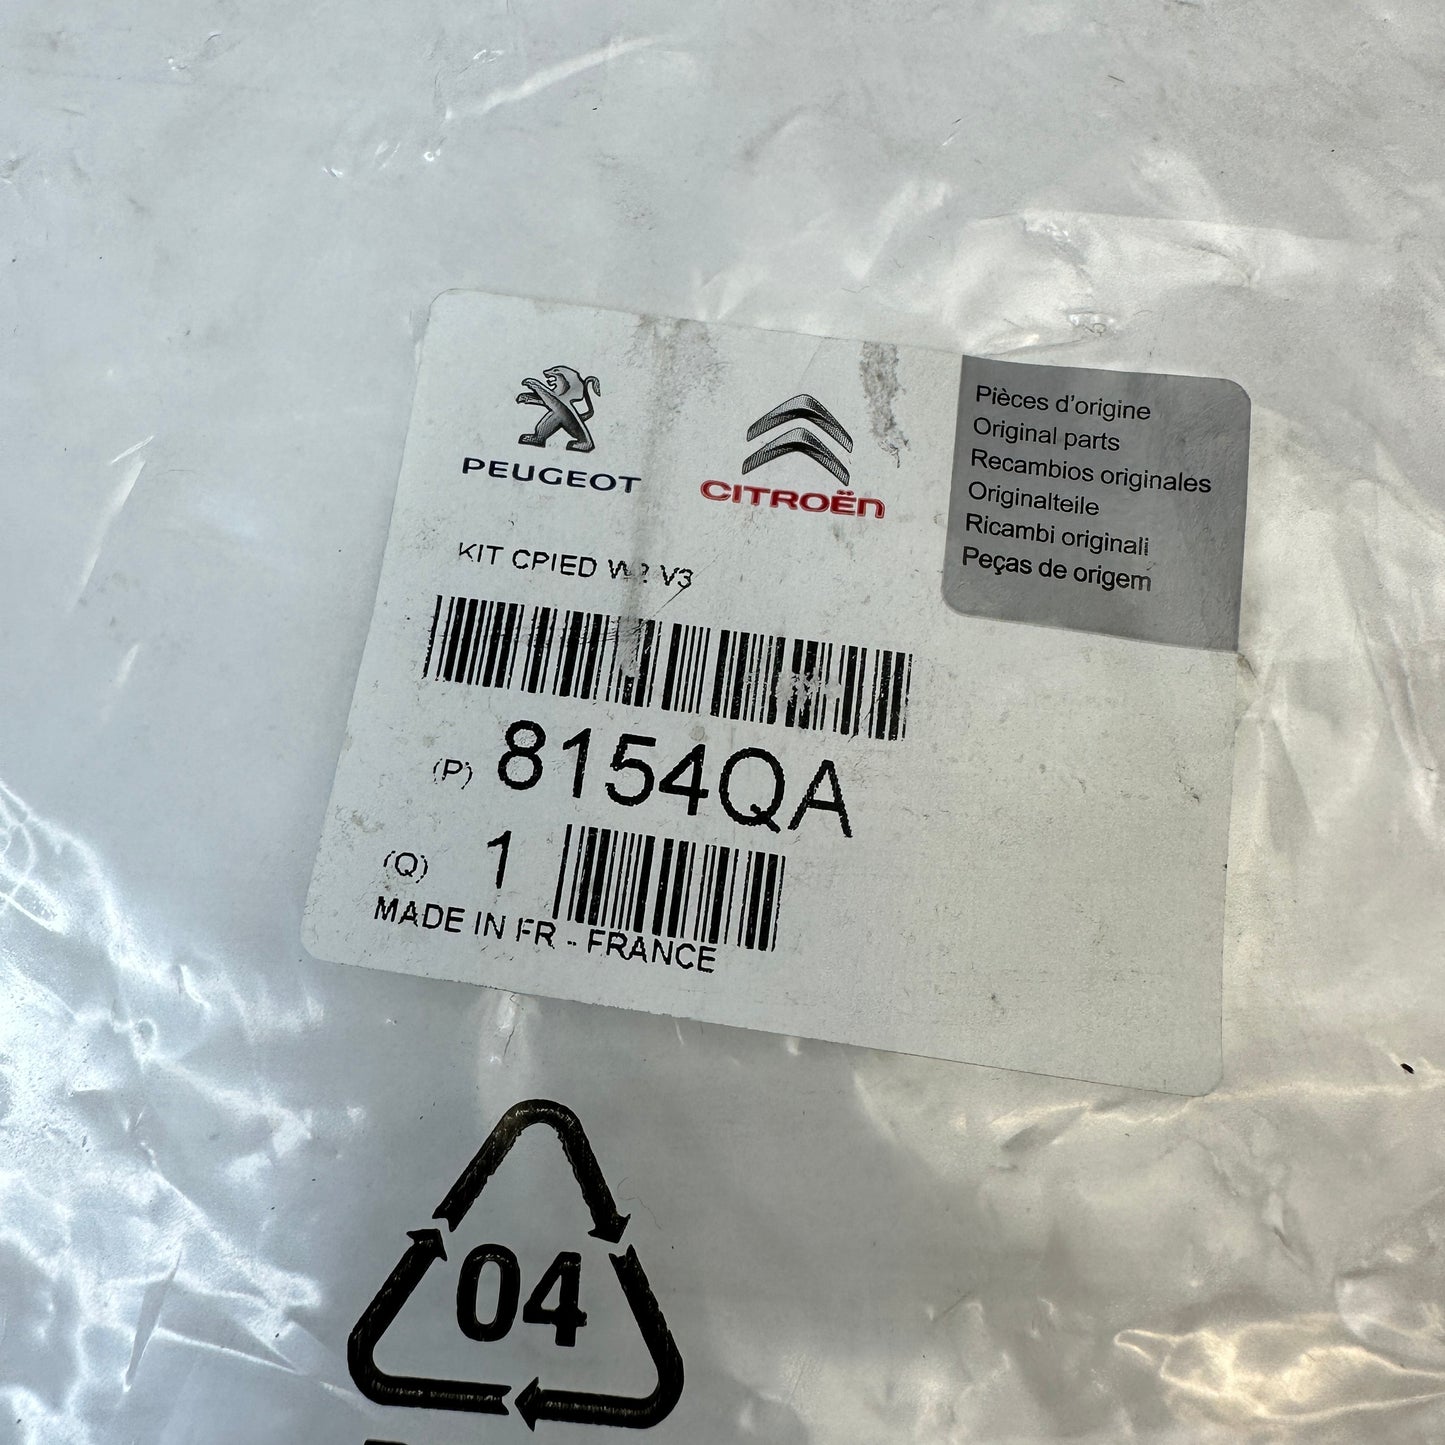 PEUGEOT
CITROËN
Pièces d'origine
Original parts
Recambios originales
Originalteile
Ricambi originali
Peças de origem
KIT CPIED V3
(P) 8154QA
(Q) 1
MADE IN FR - FRANCE
04